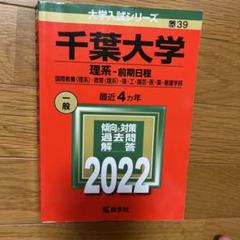 大学入試シリーズ
39
千葉大学
理系-前期日程
国際教養〈理系〉・教育〈理系〉・理・工・園芸・医・薬・看護学部
一般
最近4カ年
傾向と対策
過去問
解答
2022
教学社